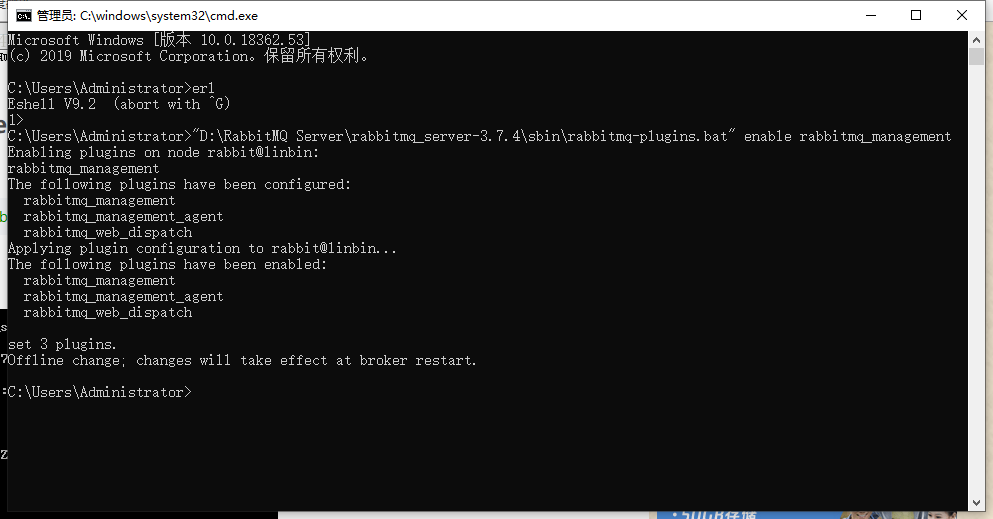 管理员: C:\windows\system32\cmd.exe
Microsoft Windows [版本 10.0.18362.53]
(c) 2019 Microsoft Corporation。保留所有权利。
C:\Users\Administrator>erl
Eshell V9.2  (abort with ^G)
1>
C:\Users\Administrator>"D:\RabbitMQ Server\rabbitmq_server-3.7.4\sbin\rabbitmq-plugins.bat" enable rabbitmq_management
Enabling plugins on node rabbit@linbin:
rabbitmq_management
The following plugins have been configured:
  rabbitmq_management
  rabbitmq_management_agent
  rabbitmq_web_dispatch
Applying plugin configuration to rabbit@linbin...
The following plugins have been enabled:
  rabbitmq_management
  rabbitmq_management_agent
  rabbitmq_web_dispatch
set 3 plugins.
Offline change; changes will take effect at broker restart.
C:\Users\Administrator>